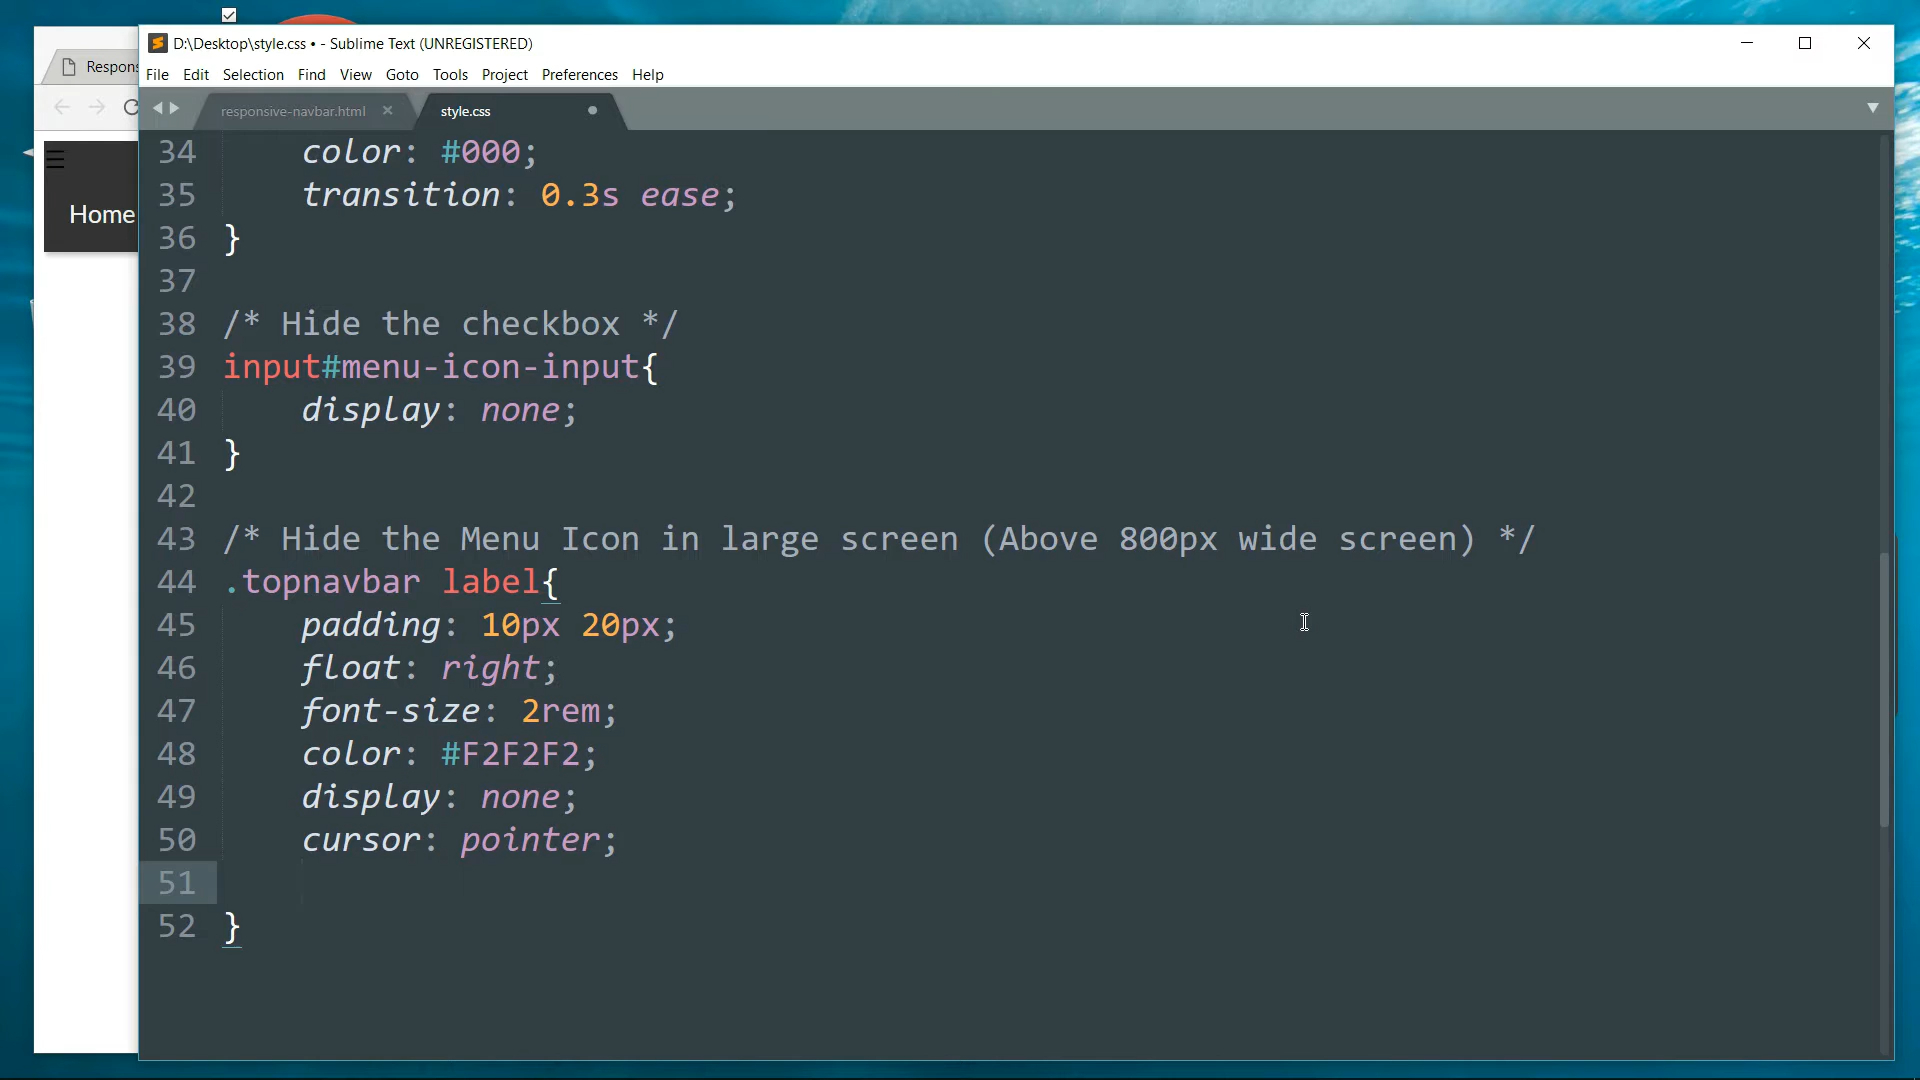 D:\Desktop\style.css • - Sublime Text (UNREGISTERED)
File Edit Selection Find View Goto Tools Project Preferences Help
Respons
responsive-navbar.html × style.css
Home
34 color: #000;
35 transition: 0.3s ease;
36 }
37
38 /* Hide the checkbox */
39 input#menu-icon-input{
40 display: none;
41 }
42
43 /* Hide the Menu Icon in large screen (Above 800px wide screen) */
44 .topnavbar label{
45 padding: 10px 20px;
46 float: right;
47 font-size: 2rem;
48 color: #F2F2F2;
49 display: none;
50 cursor: pointer;
51
52 }